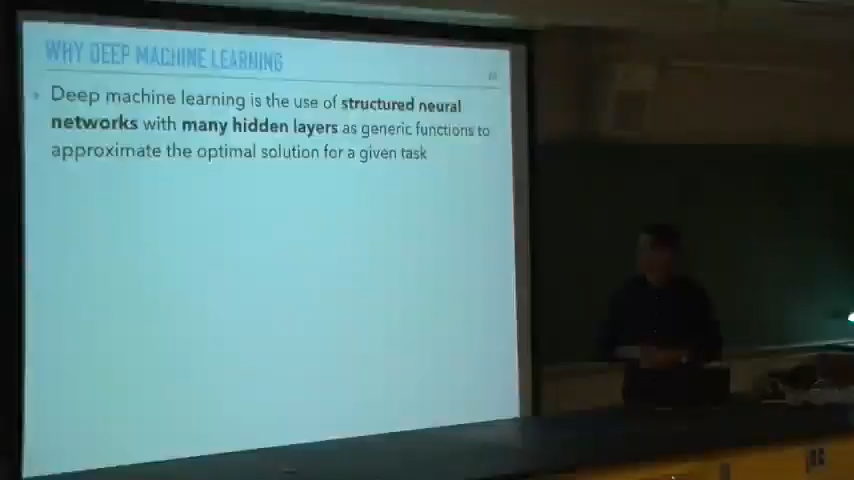 WHY DEEP MACHINE LEARNING
Deep machine learning is the use of structured neural
networks with many hidden layers as generic functions to
approximate the optimal solution for a given task